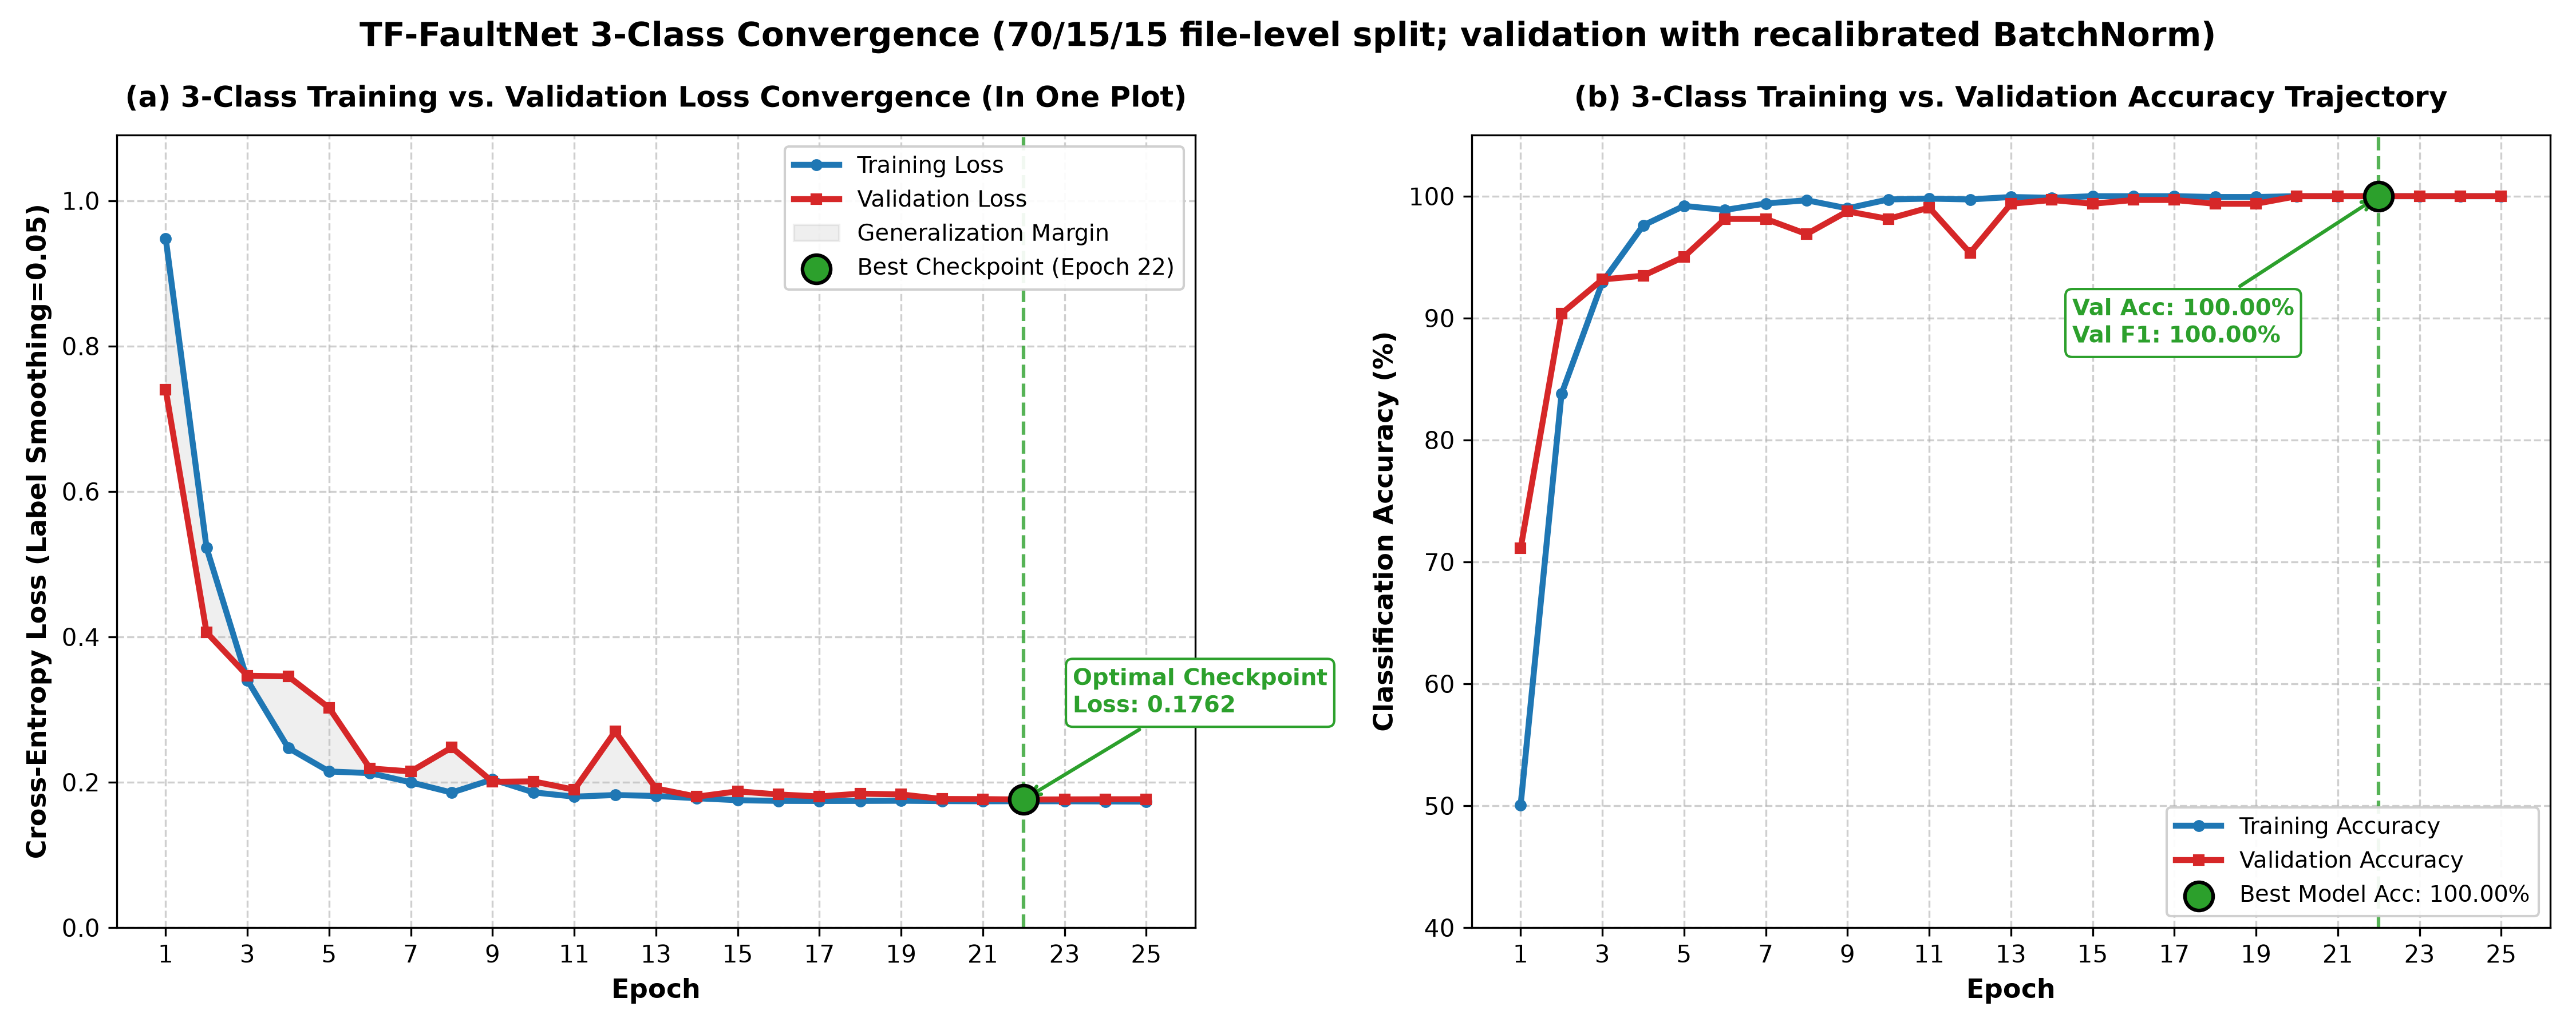 TF-FaultNet 3-Class Convergence (70/15/15 file-level split; validation with recalibrated BatchNorm)
(a) 3-Class Training vs. Validation Loss Convergence (In One Plot)
Cross-Entropy Loss (Label Smoothing=0.05)
1.0
0.8
0.6
0.4
0.2
0.0
Training Loss
Validation Loss
Generalization Margin
Best Checkpoint (Epoch 22)
Optimal Checkpoint
Loss: 0.1762
1 3 5 7 9 11 13 15 17 19 21 23 25
Epoch
(b) 3-Class Training vs. Validation Accuracy Trajectory
Classification Accuracy (%)
100
90
80
70
60
50
40
Val Acc: 100.00%
Val F1: 100.00%
Training Accuracy
Validation Accuracy
Best Model Acc: 100.00%
1 3 5 7 9 11 13 15 17 19 21 23 25
Epoch